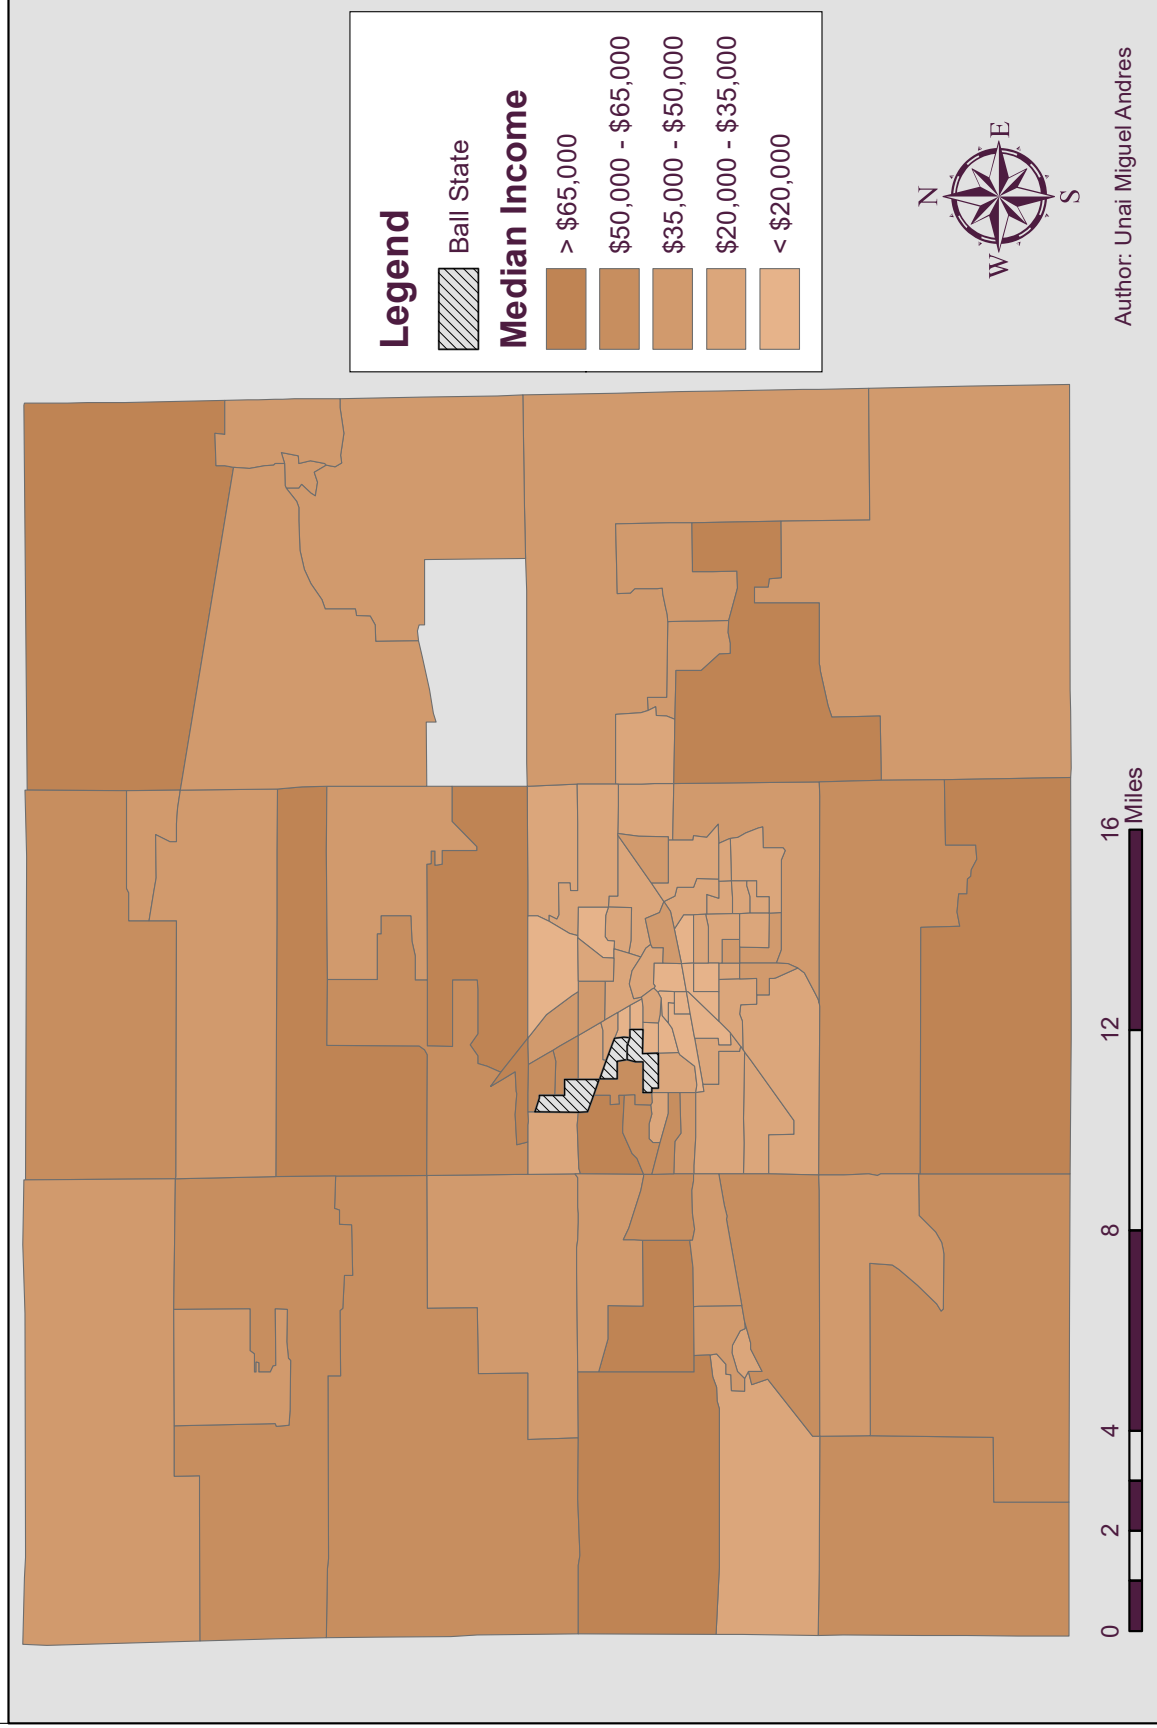 Legend
Ball State
Median Income
> $65,000
$50,000 - $65,000
$35,000 - $50,000
$20,000 - $35,000
< $20,000
N
W
E
S
Author: Unai Miguel Andres
0 2 4 8 12 16
Miles